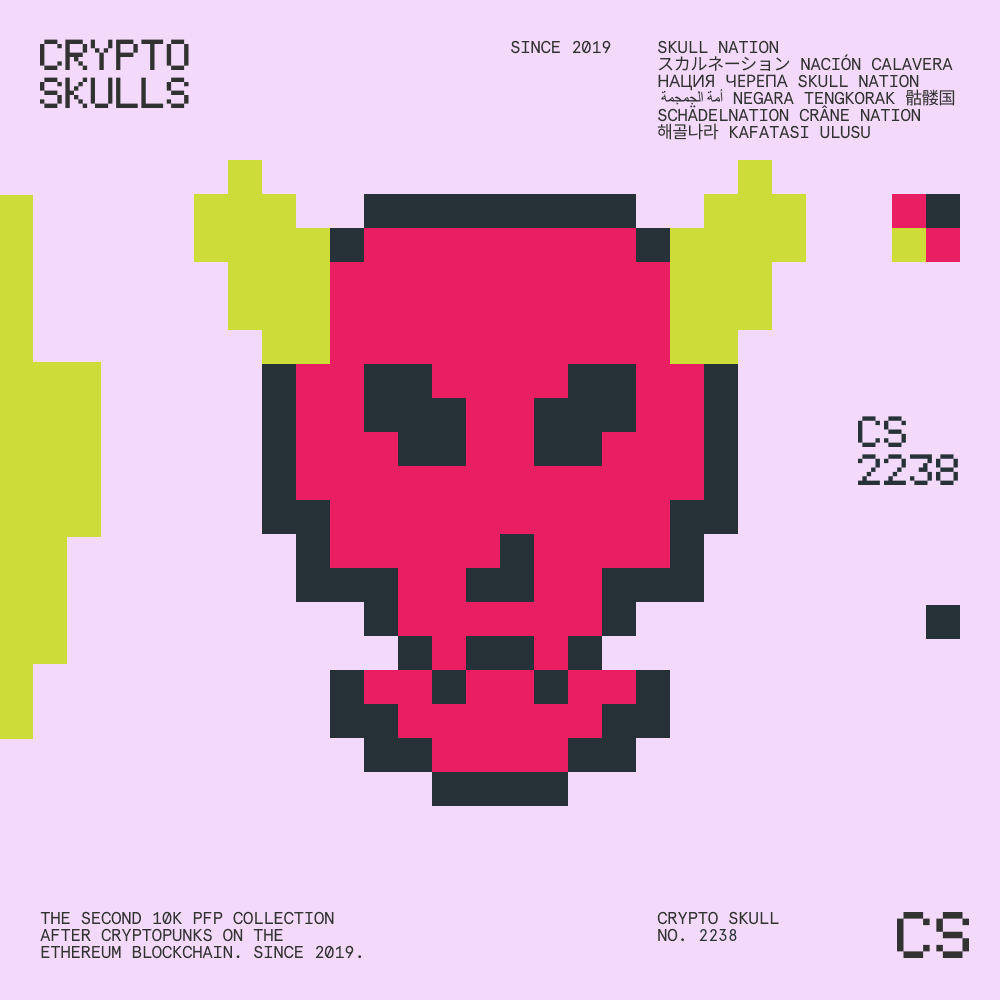 CRYPTO
SKULLS
SINCE 2019
SKULL NATION
スカルネーション NACIÓN CALAVERA
НАЦИЯ ЧЕРЕПА SKULL NATION
أمة الجمجمة NEGARA TENGKORAK 骷髅国
SCHÄDELNATION CRÂNE NATION
해골나라 KAFATASI ULUSU
CS
2238
THE SECOND 10K PFP COLLECTION
AFTER CRYPTOPUNKS ON THE
ETHEREUM BLOCKCHAIN. SINCE 2019.
CRYPTO SKULL
NO. 2238
CS